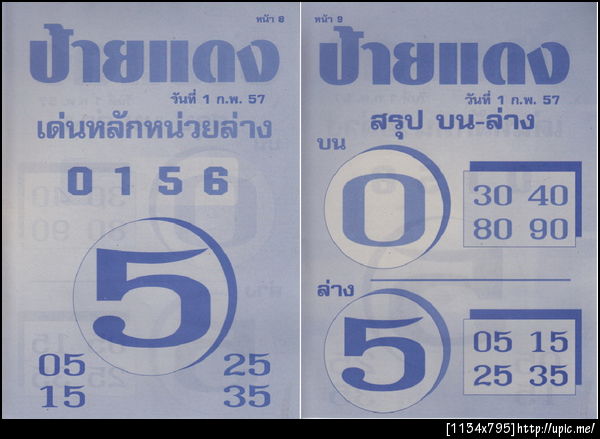 หน้า 8
ป้ายแดง
วันที่ 1 ก.พ. 57
เด่นหลักหน่วยล่าง
0 1 5 6
5
05 25
15 35
หน้า 9
ป้ายแดง
วันที่ 1 ก.พ. 57
สรุป บน-ล่าง
บน
0
30 40
80 90
ล่าง
5
05 15
25 35
[1154x795]http://upic.me/